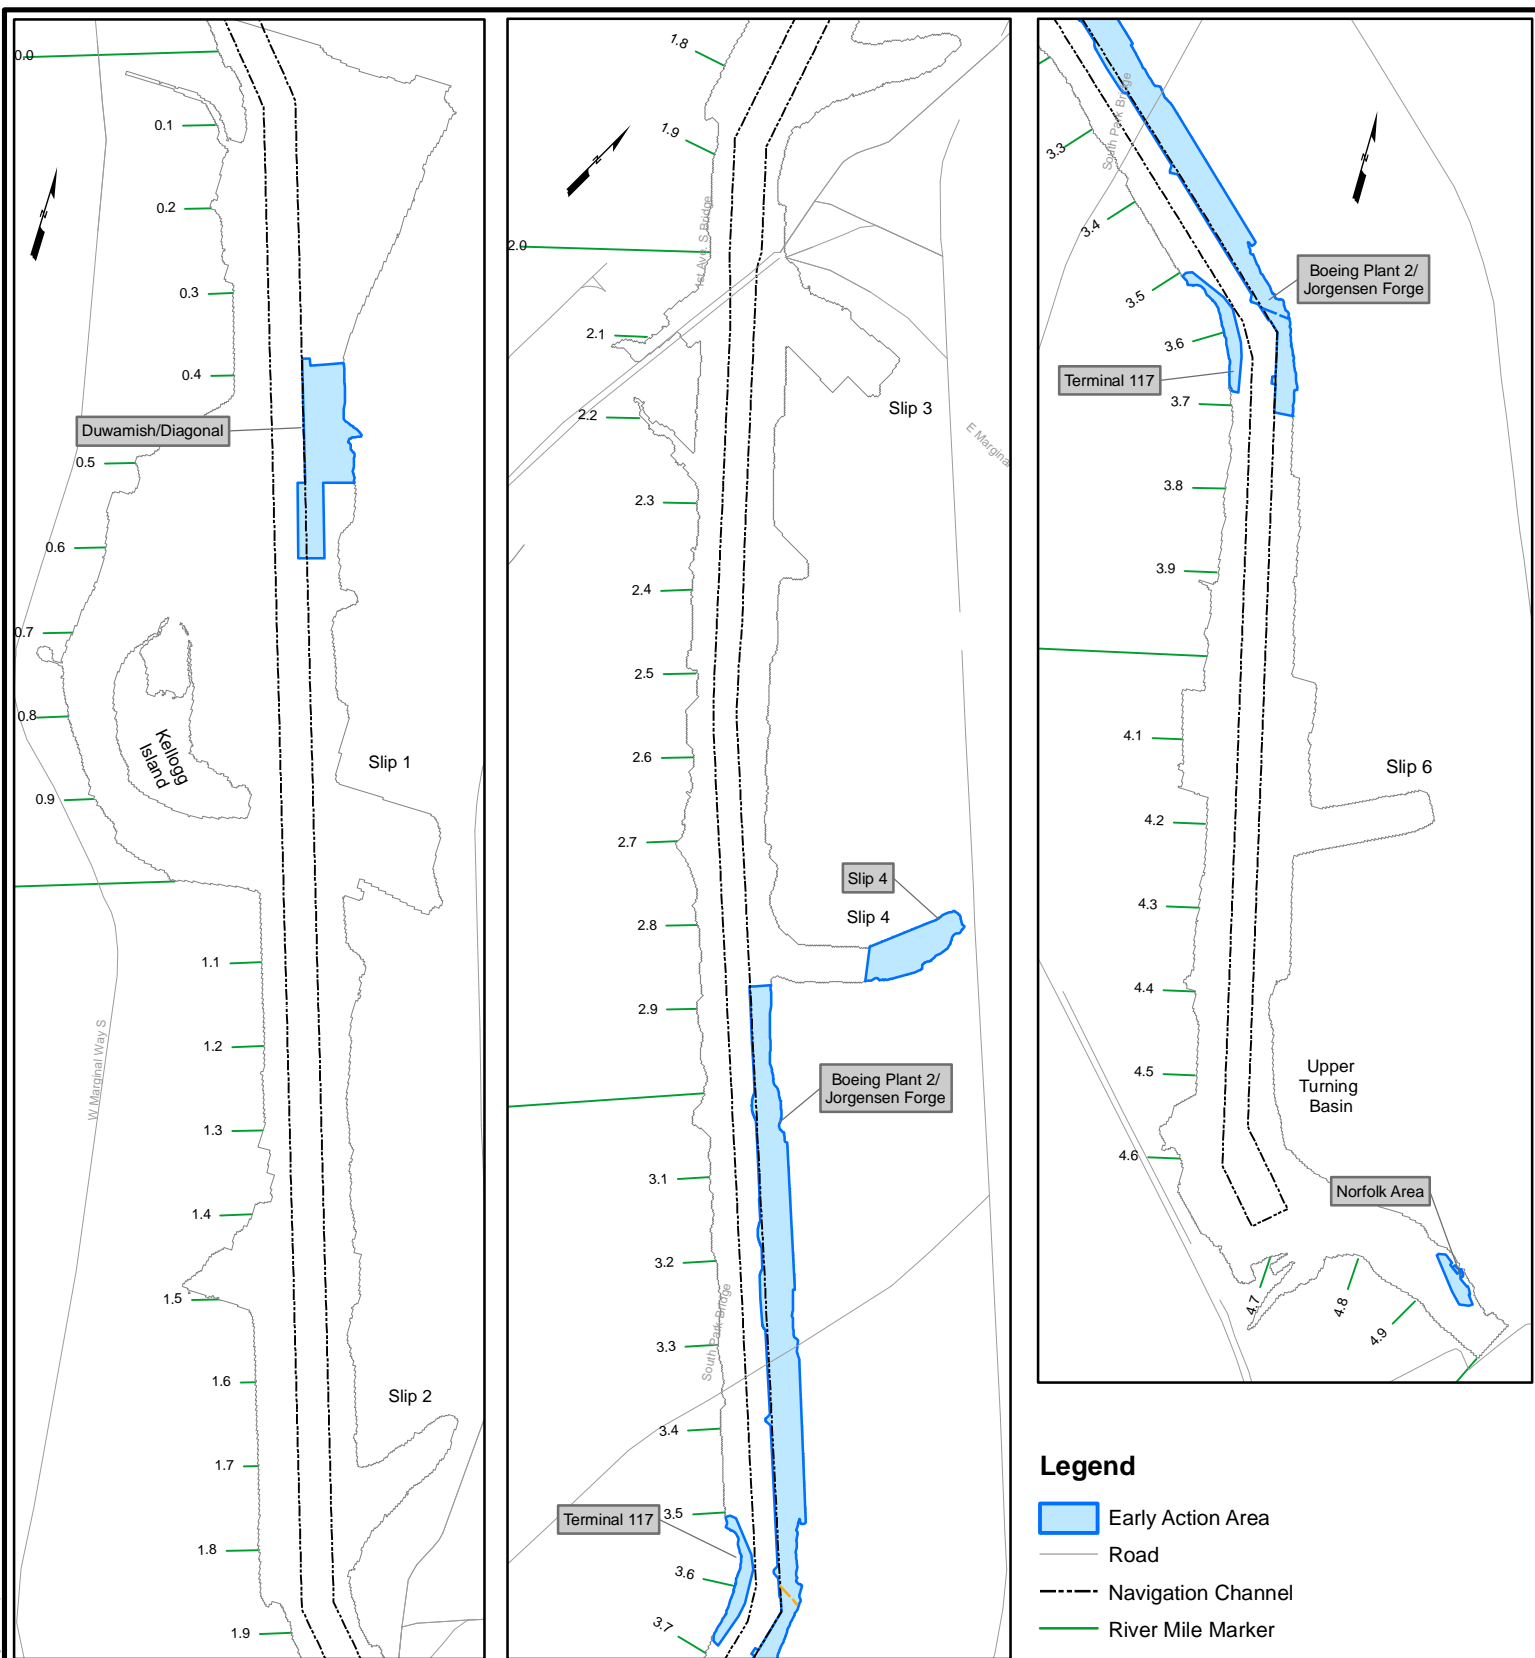 0.0
0.1
0.2
0.3
0.4
Duwamish/Diagonal
0.5
0.6
0.7
0.8
Kellogg
Island
Slip 1
0.9
1.1
1.2
W Marginal Way S
1.3
1.4
1.5
1.6
Slip 2
1.7
1.8
1.9
1.8
1.9
N
1st Ave. S Bridge
2.0
2.1
Slip 3
2.2
E Marginal
2.3
2.4
2.5
2.6
2.7
Slip 4
Slip 4
2.8
2.9
Boeing Plant 2/
Jorgensen Forge
3.1
3.2
South Park Bridge
3.3
3.4
3.5
Terminal 117
3.6
3.7
South Park Bridge
N
3.3
3.4
Boeing Plant 2/
Jorgensen Forge
3.5
3.6
Terminal 117
3.7
3.8
3.9
4.1
Slip 6
4.2
4.3
4.4
4.5
Upper
Turning
Basin
4.6
Norfolk Area
4.7
4.8
4.9
Legend
Early Action Area
Road
Navigation Channel
River Mile Marker